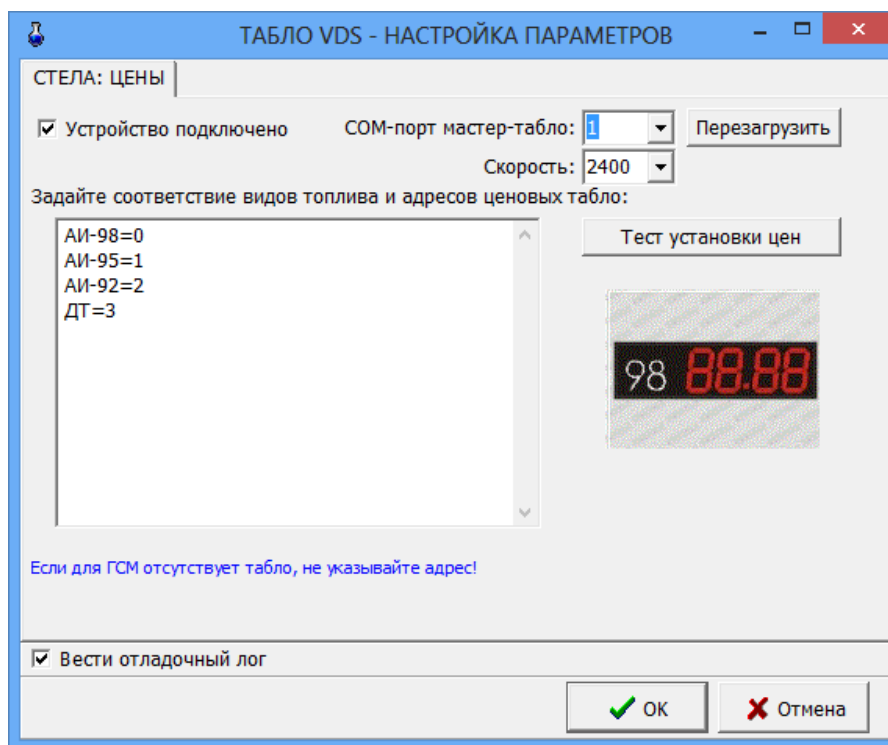 ТАБЛО VDS - НАСТРОЙКА ПАРАМЕТРОВ
СТЕЛА: ЦЕНЫ
Устройство подключено COM-порт мастер-табло: 1 Перезагрузить
Скорость: 2400
Задайте соответствие видов топлива и адресов ценовых табло:
АИ-98=0
АИ-95=1
АИ-92=2
ДТ=3
Тест установки цен
98 88.88
Если для ГСМ отсутствует табло, не указывайте адрес!
Вести отладочный лог
OK Отмена